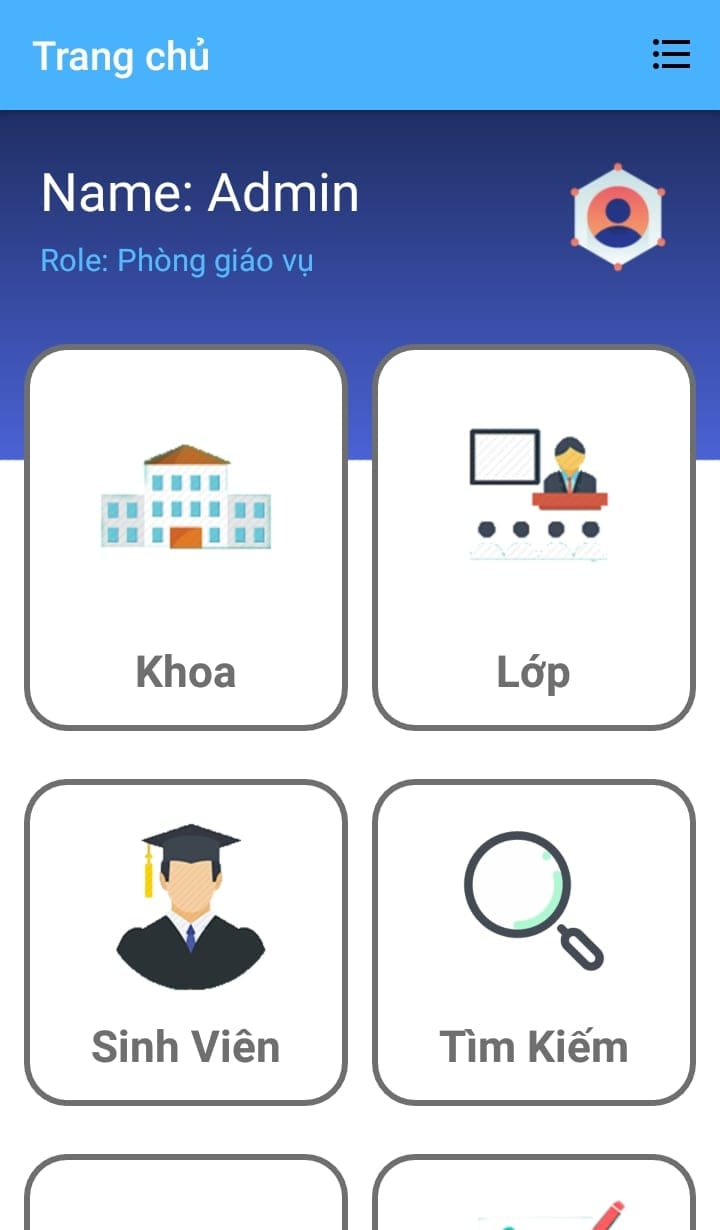 Trang chủ
Name: Admin
Role: Phòng giáo vụ
Khoa
Lớp
Sinh Viên
Tìm Kiếm